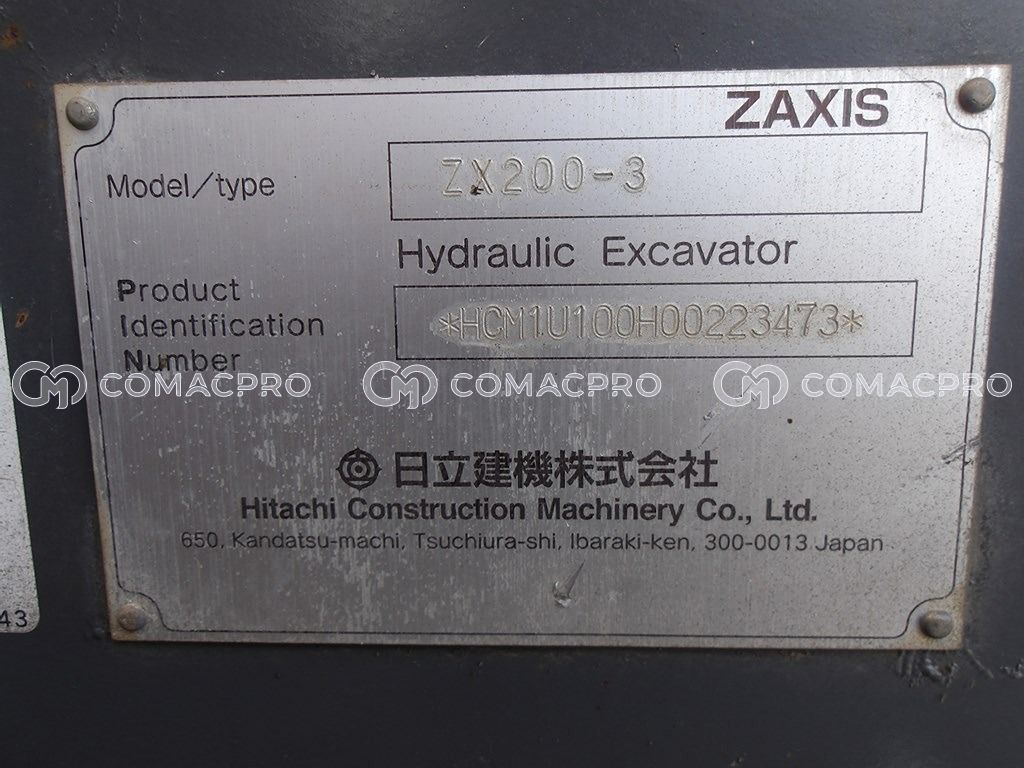 ZAXIS
Model/type ZX200-3
Hydraulic Excavator
Product
Identification
Number
*HCM1U100H00223473*
COMACPRO COMACPRO COMACPRO
日立建機株式会社
Hitachi Construction Machinery Co., Ltd.
650, Kandatsu-machi, Tsuchiura-shi, Ibaraki-ken, 300-0013 Japan
43